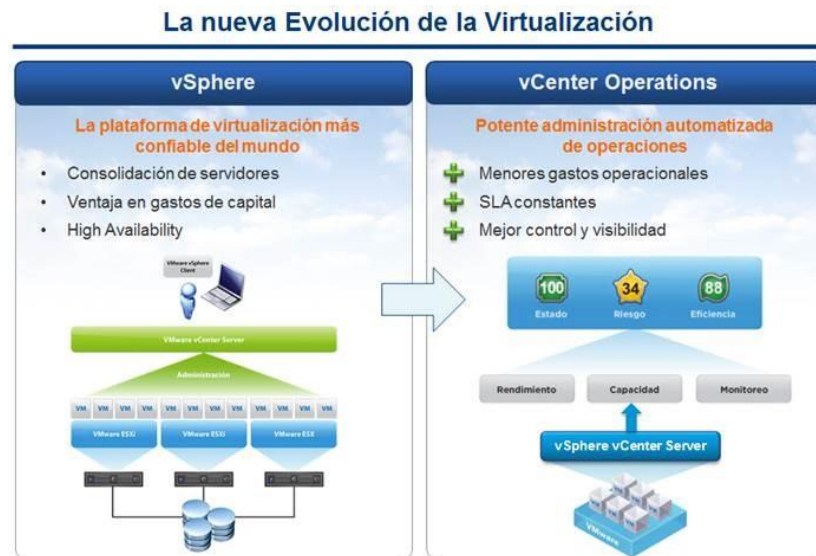 La nueva Evolución de la Virtualización
vSphere
La plataforma de virtualización más
confiable del mundo
• Consolidación de servidores
• Ventaja en gastos de capital
• High Availability
VMware vSphere
Client
VMware vCenter Server
Administración
VM VM VM VM VM VM VM VM VM VM VM VM
VMware ESXi VMware ESXi VMware ESX
vCenter Operations
Potente administración automatizada
de operaciones
Menores gastos operacionales
SLA constantes
Mejor control y visibilidad
100 34 88
Estado Riesgo Eficiencia
Rendimiento Capacidad Monitoreo
vSphere vCenter Server
VMware